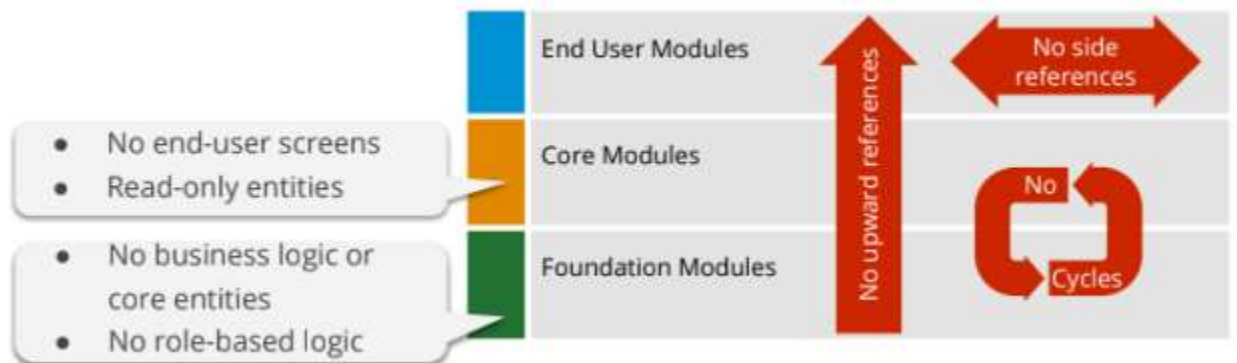 End User Modules
No side
references
No upward references
• No end-user screens
• Read-only entities
Core Modules
No
Cycles
• No business logic or
core entities
• No role-based logic
Foundation Modules